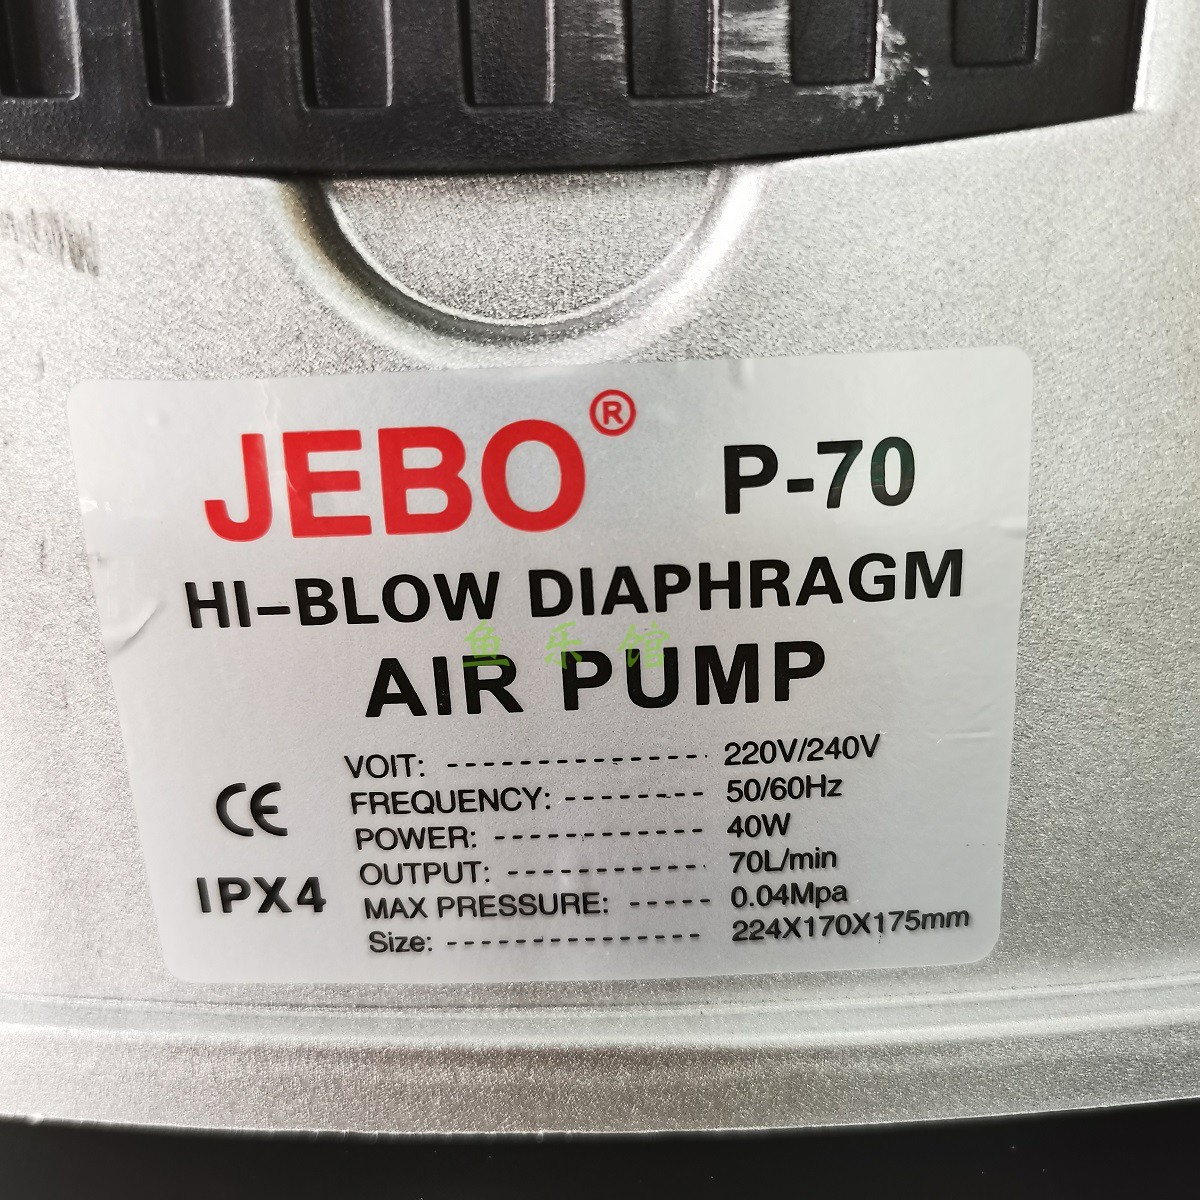 JEBO® P-70
HI-BLOW DIAPHRAGM
鱼乐馆
AIR PUMP
VOIT: --------------- 220V/240V
FREQUENCY: -------- 50/60Hz
POWER: ------------ 40W
OUTPUT: ----------- 70L/min
MAX PRESSURE: ----- 0.04Mpa
Size: --------------- 224X170X175mm
CE
IPX4